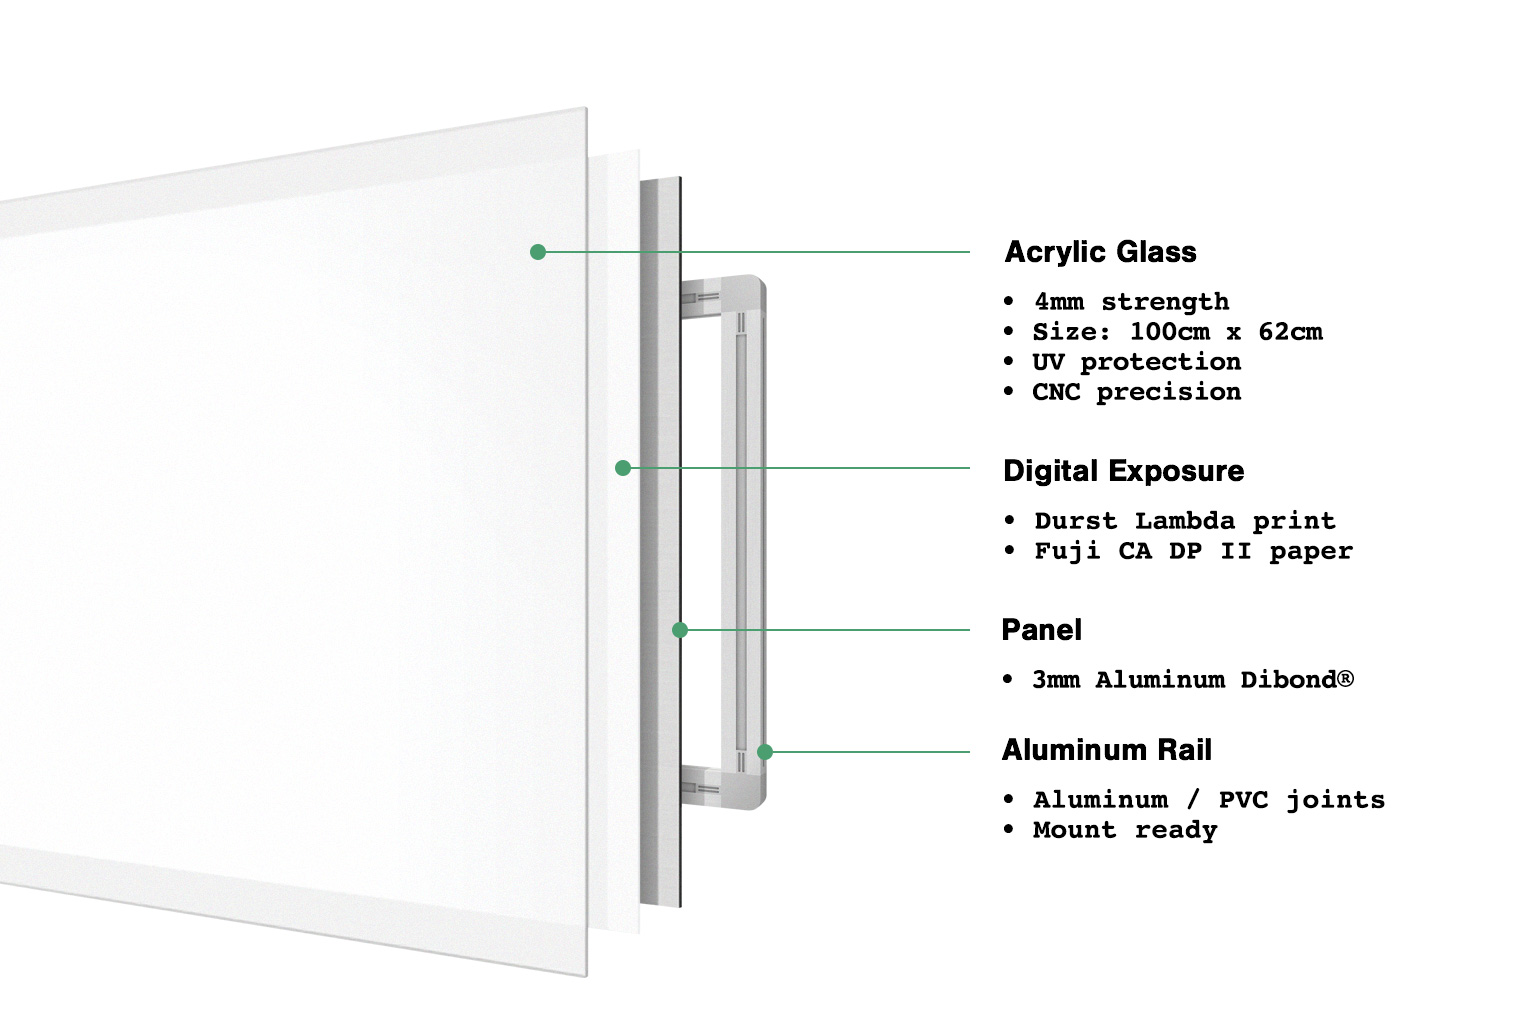 Acrylic Glass
• 4mm strength
• Size: 100cm x 62cm
• UV protection
• CNC precision
Digital Exposure
• Durst Lambda print
• Fuji CA DP II paper
Panel
• 3mm Aluminum Dibond®
Aluminum Rail
• Aluminum / PVC joints
• Mount ready